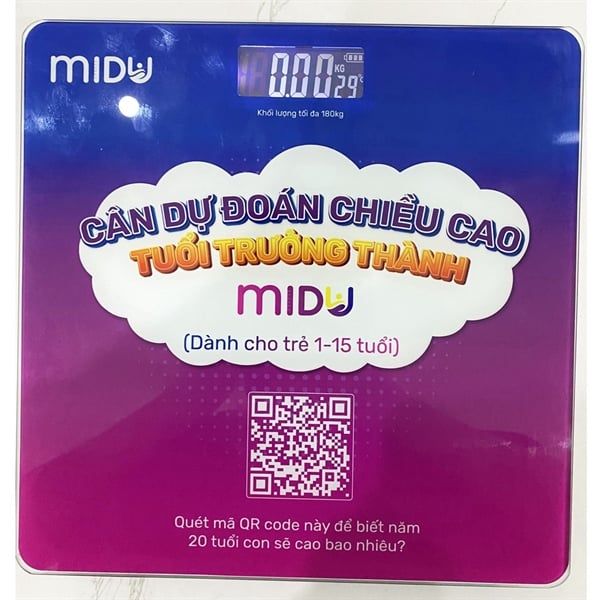 MIDU
0.00 KG 29°C
Khối lượng tối đa 180kg
CÂN DỰ ĐOÁN CHIỀU CAO
TUỔI TRƯỞNG THÀNH
MIDU
(Dành cho trẻ 1-15 tuổi)
Quét mã QR code này để biết năm
20 tuổi con sẽ cao bao nhiêu?